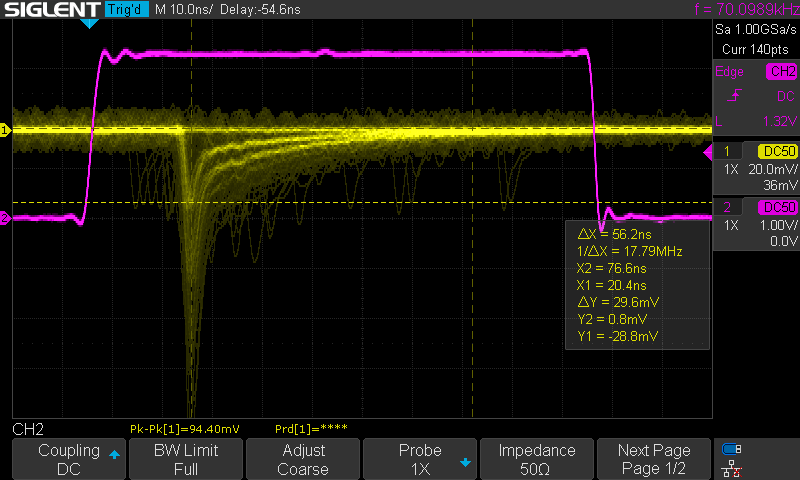 SIGLENT Trig'd M 10.0ns/ Delay:-54.6ns f = 70.0989kHz
Sa 1.00GSa/s
Curr 140pts
Edge CH2
DC
L 1.32V
1 DC50
1X 20.0mV/
36mV
2 DC50
1X 1.00V/
0.0V
1
2
ΔX = 56.2ns
1/ΔX = 17.79MHz
X2 = 76.6ns
X1 = 20.4ns
ΔY = 29.6mV
Y2 = 0.8mV
Y1 = -28.8mV
CH2 Pk-Pk[1]=94.40mV Prd[1]=****
Coupling BW Limit Adjust Probe Impedance Next Page
DC Full Coarse 1X 50Ω Page 1/2